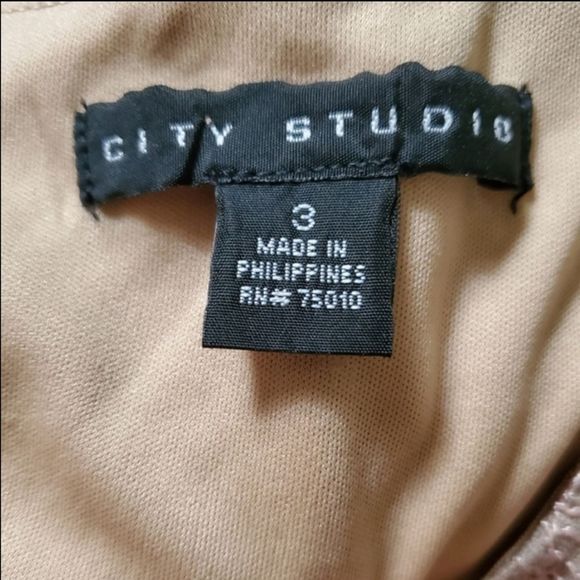 CITY STUDIO
3
MADE IN
PHILIPPINES
RN# 75010